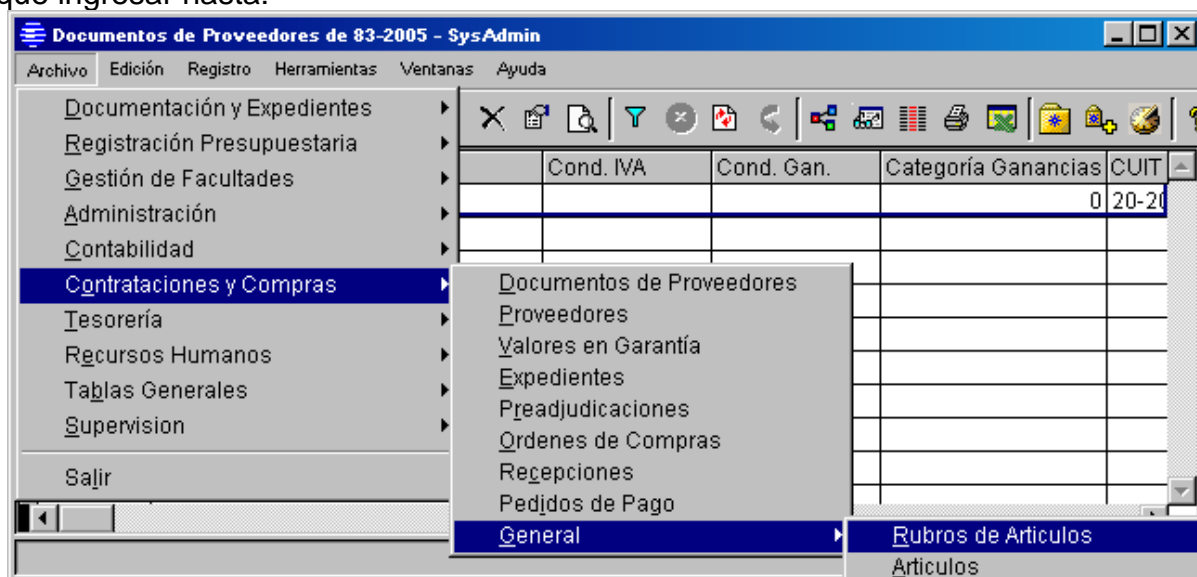 que ingresar hasta:
Documentos de Proveedores de 83-2005 - SysAdmin
Archivo Edición Registro Herramientas Ventanas Ayuda
Documentación y Expedientes
Registración Presupuestaria
Gestión de Facultades
Administración
Contabilidad
Contrataciones y Compras
Tesorería
Recursos Humanos
Tablas Generales
Supervision
Salir
Cond. IVA Cond. Gan. Categoría Ganancias CUIT
0 20-20
Documentos de Proveedores
Proveedores
Valores en Garantía
Expedientes
Preadjudicaciones
Ordenes de Compras
Recepciones
Pedidos de Pago
General
Rubros de Articulos
Articulos